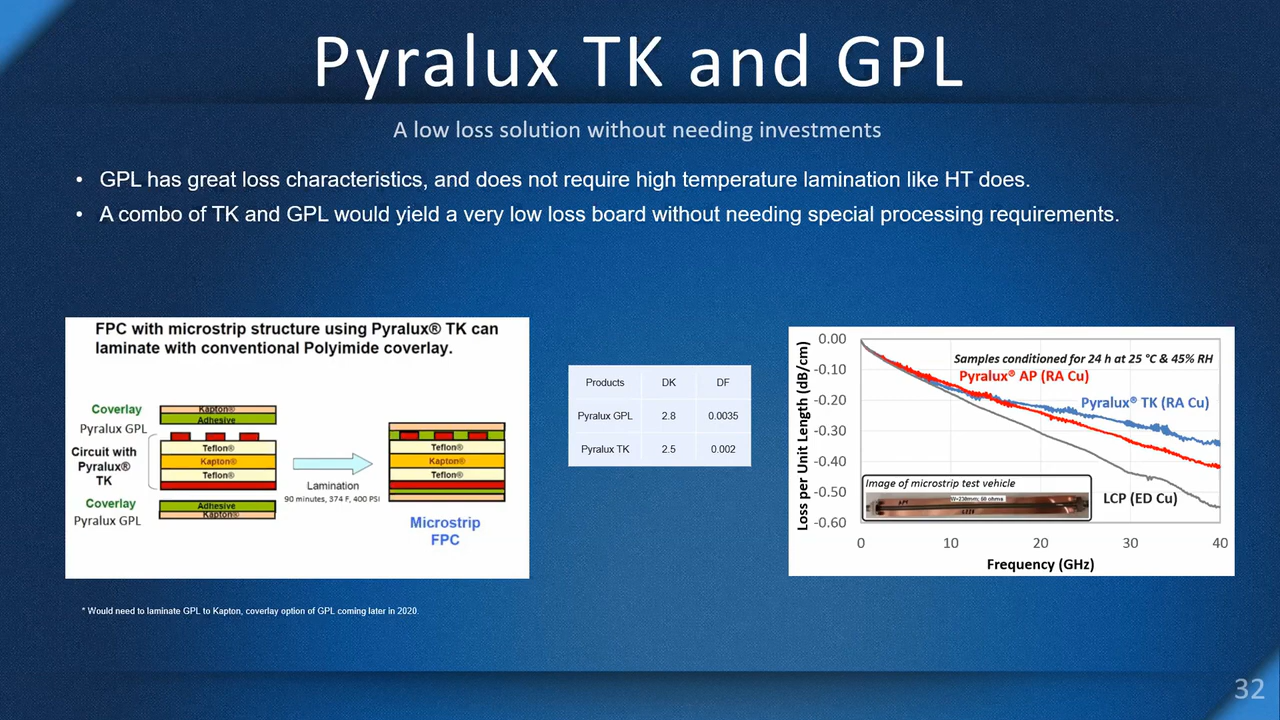 Pyralux TK and GPL
A low loss solution without needing investments
• GPL has great loss characteristics, and does not require high temperature lamination like HT does.
• A combo of TK and GPL would yield a very low loss board without needing special processing requirements.
FPC with microstrip structure using Pyralux® TK can
laminate with conventional Polyimide coverlay.
Coverlay
Pyralux GPL
Circuit with
Pyralux®
TK
Coverlay
Pyralux GPL
Kapton®
Adhesive
Teflon®
Kapton®
Teflon®
Adhesive
Kapton®
Lamination
90 minutes, 374 F, 400 PSI
Teflon®
Kapton®
Teflon®
Microstrip
FPC
Products DK DF
Pyralux GPL 2.8 0.0035
Pyralux TK 2.5 0.002
Loss per Unit Length (dB/cm)
0.00
-0.10
-0.20
-0.30
-0.40
-0.50
-0.60
Samples conditioned for 24 h at 25 °C & 45% RH
Pyralux® AP (RA Cu)
Pyralux® TK (RA Cu)
LCP (ED Cu)
Image of microstrip test vehicle
0 10 20 30 40
Frequency (GHz)
* Would need to laminate GPL to Kapton, coverlay option of GPL coming later in 2020.
32